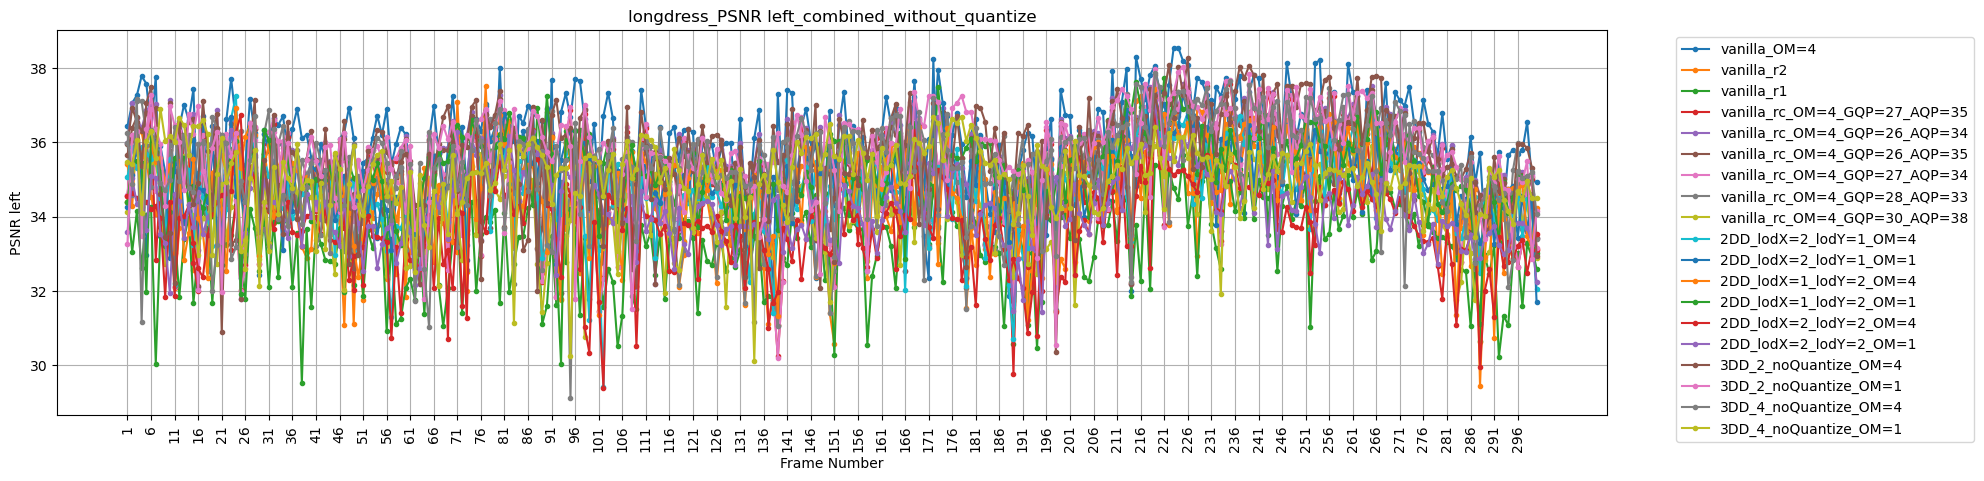 longdress_PSNR left_combined_without_quantize
PSNR left
38
36
34
32
30
1 6 11 16 21 26 31 36 41 46 51 56 61 66 71 76 81 86 91 96 101 106 111 116 121 126 131 136 141 146 151 156 161 166 171 176 181 186 191 196 201 206 211 216 221 226 231 236 241 246 251 256 261 266 271 276 281 286 291 296
Frame Number
vanilla_OM=4
vanilla_r2
vanilla_r1
vanilla_rc_OM=4_GQP=27_AQP=35
vanilla_rc_OM=4_GQP=26_AQP=34
vanilla_rc_OM=4_GQP=26_AQP=35
vanilla_rc_OM=4_GQP=27_AQP=34
vanilla_rc_OM=4_GQP=28_AQP=33
vanilla_rc_OM=4_GQP=30_AQP=38
2DD_lodX=2_lodY=1_OM=4
2DD_lodX=2_lodY=1_OM=1
2DD_lodX=1_lodY=2_OM=4
2DD_lodX=1_lodY=2_OM=1
2DD_lodX=2_lodY=2_OM=4
2DD_lodX=2_lodY=2_OM=1
3DD_2_noQuantize_OM=4
3DD_2_noQuantize_OM=1
3DD_4_noQuantize_OM=4
3DD_4_noQuantize_OM=1